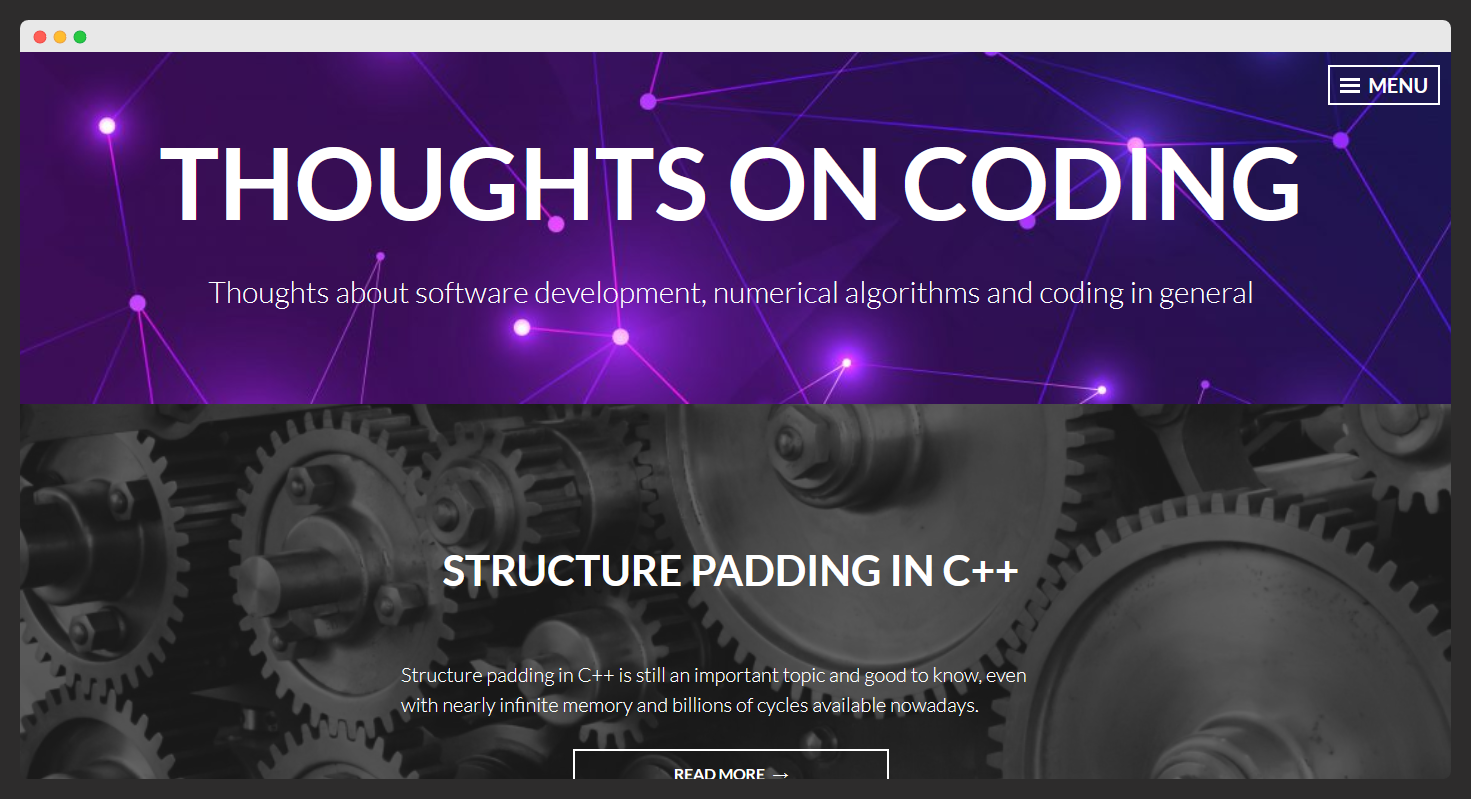 MENU
THOUGHTS ON CODING
Thoughts about software development, numerical algorithms and coding in general
STRUCTURE PADDING IN C++
Structure padding in C++ is still an important topic and good to know, even
with nearly infinite memory and billions of cycles available nowadays.
READ MORE →